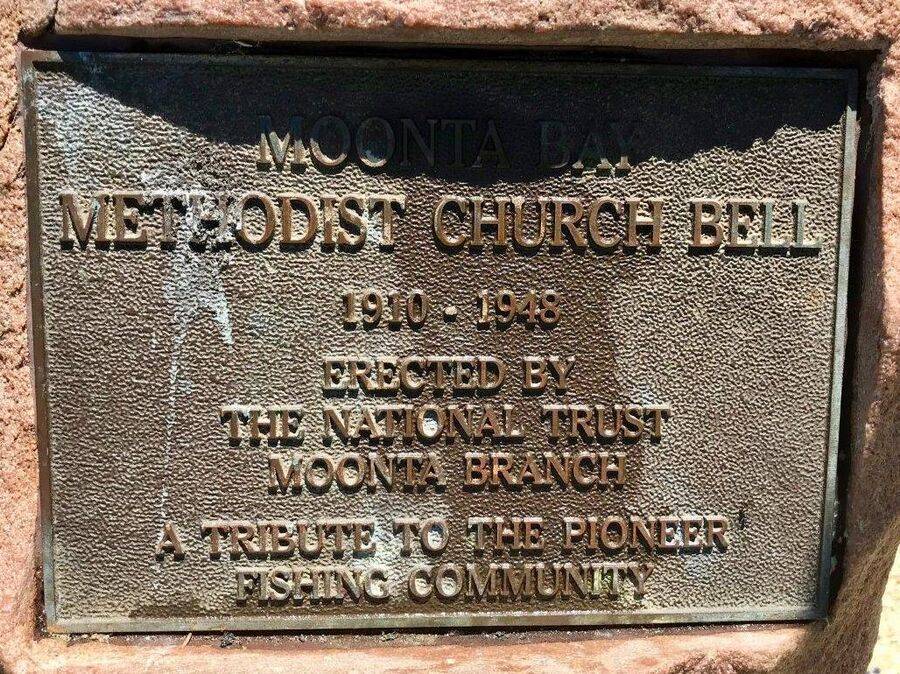 MOONTA BAY
METHODIST CHURCH BELL
1910 - 1948
ERECTED BY
THE NATIONAL TRUST
MOONTA BRANCH
A TRIBUTE TO THE PIONEER
FISHING COMMUNITY